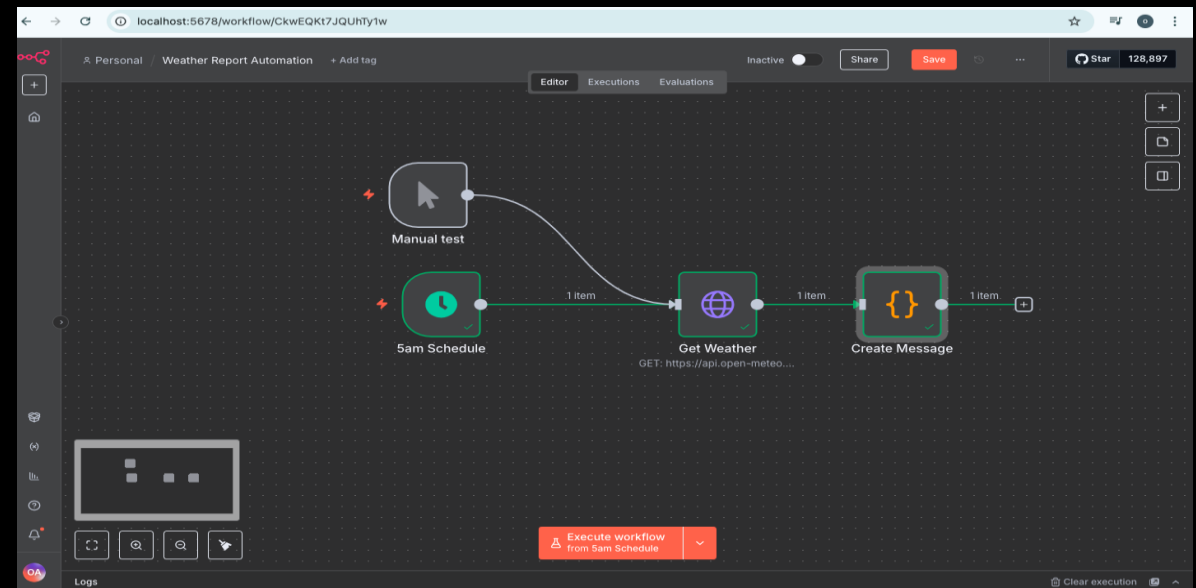 localhost:5678/workflow/CkwEQKt7JQUhTy1w
o
Personal / Weather Report Automation + Add tag
Inactive
Share
Save
...
Star 128,897
Editor Executions Evaluations
Manual test
1 item
1 item
{}
1 item
5am Schedule
Get Weather
GET: https://api.open-meteo....
Create Message
Execute workflow
from 5am Schedule
OA
Logs
Clear execution